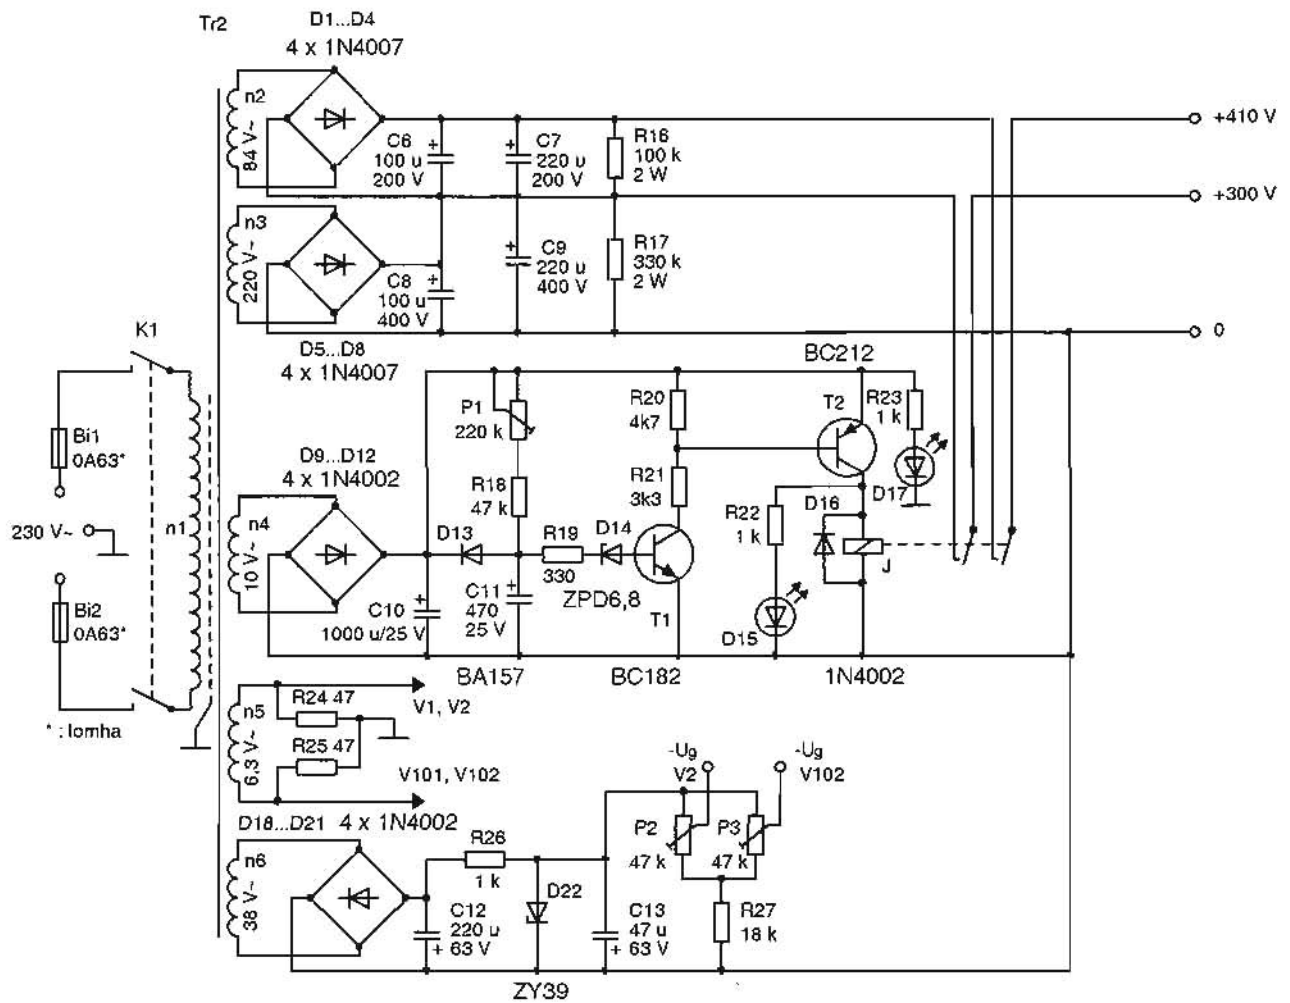 Tr2
D1...D4
4 x 1N4007
n2
84 V~
C6
100 u
200 V
+
C7
220 u
200 V
+
R16
100 k
2 W
+410 V
+300 V
n3
220 V~
C8
100 u
400 V
+
C9
220 u
400 V
+
R17
330 k
2 W
0
D5...D8
4 x 1N4007
K1
Bi1
0A63*
230 V~
Bi2
0A63*
* : lomha
n1
D9...D12
4 x 1N4002
n4
10 V~
C10
1000 u/25 V
+
P1
220 k
R18
47 k
D13
BA157
C11
470
25 V
+
R19
330
D14
ZPD6,8
R20
4k7
R21
3k3
T1
BC182
BC212
T2
R23
1 k
D17
R22
1 k
D15
D16
J
1N4002
n5
6,3 V~
R24 47
R25 47
V1, V2
V101, V102
D18...D21 4 x 1N4002
n6
38 V~
R26
1 k
C12
220 u
+ 63 V
D22
ZY39
C13
47 u
+ 63 V
-Ug
V2
-Ug
V102
P2
47 k
P3
47 k
R27
18 k